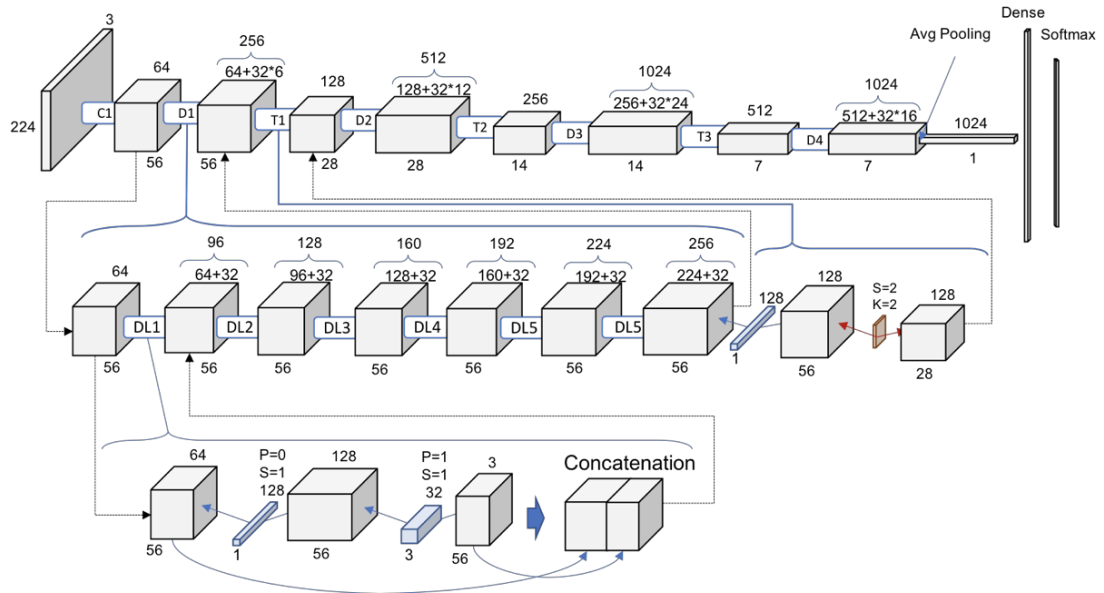 Dense
3
Avg Pooling
Softmax
256
512
1024
1024
64
64+32*6
128
128+32*12
256
256+32*24
512
512+32*16
1024
224
C1
D1
T1
D2
T2
D3
T3
D4
56
56
28
28
14
14
7
7
1
96
128
160
192
224
256
64
64+32
96+32
128+32
160+32
192+32
224+32
128
128
S=2
K=2
128
DL1
DL2
DL3
DL4
DL5
DL5
56
56
56
56
56
56
56
1
56
28
64
P=0
S=1
128
128
P=1
S=1
32
3
Concatenation
56
1
56
3
56